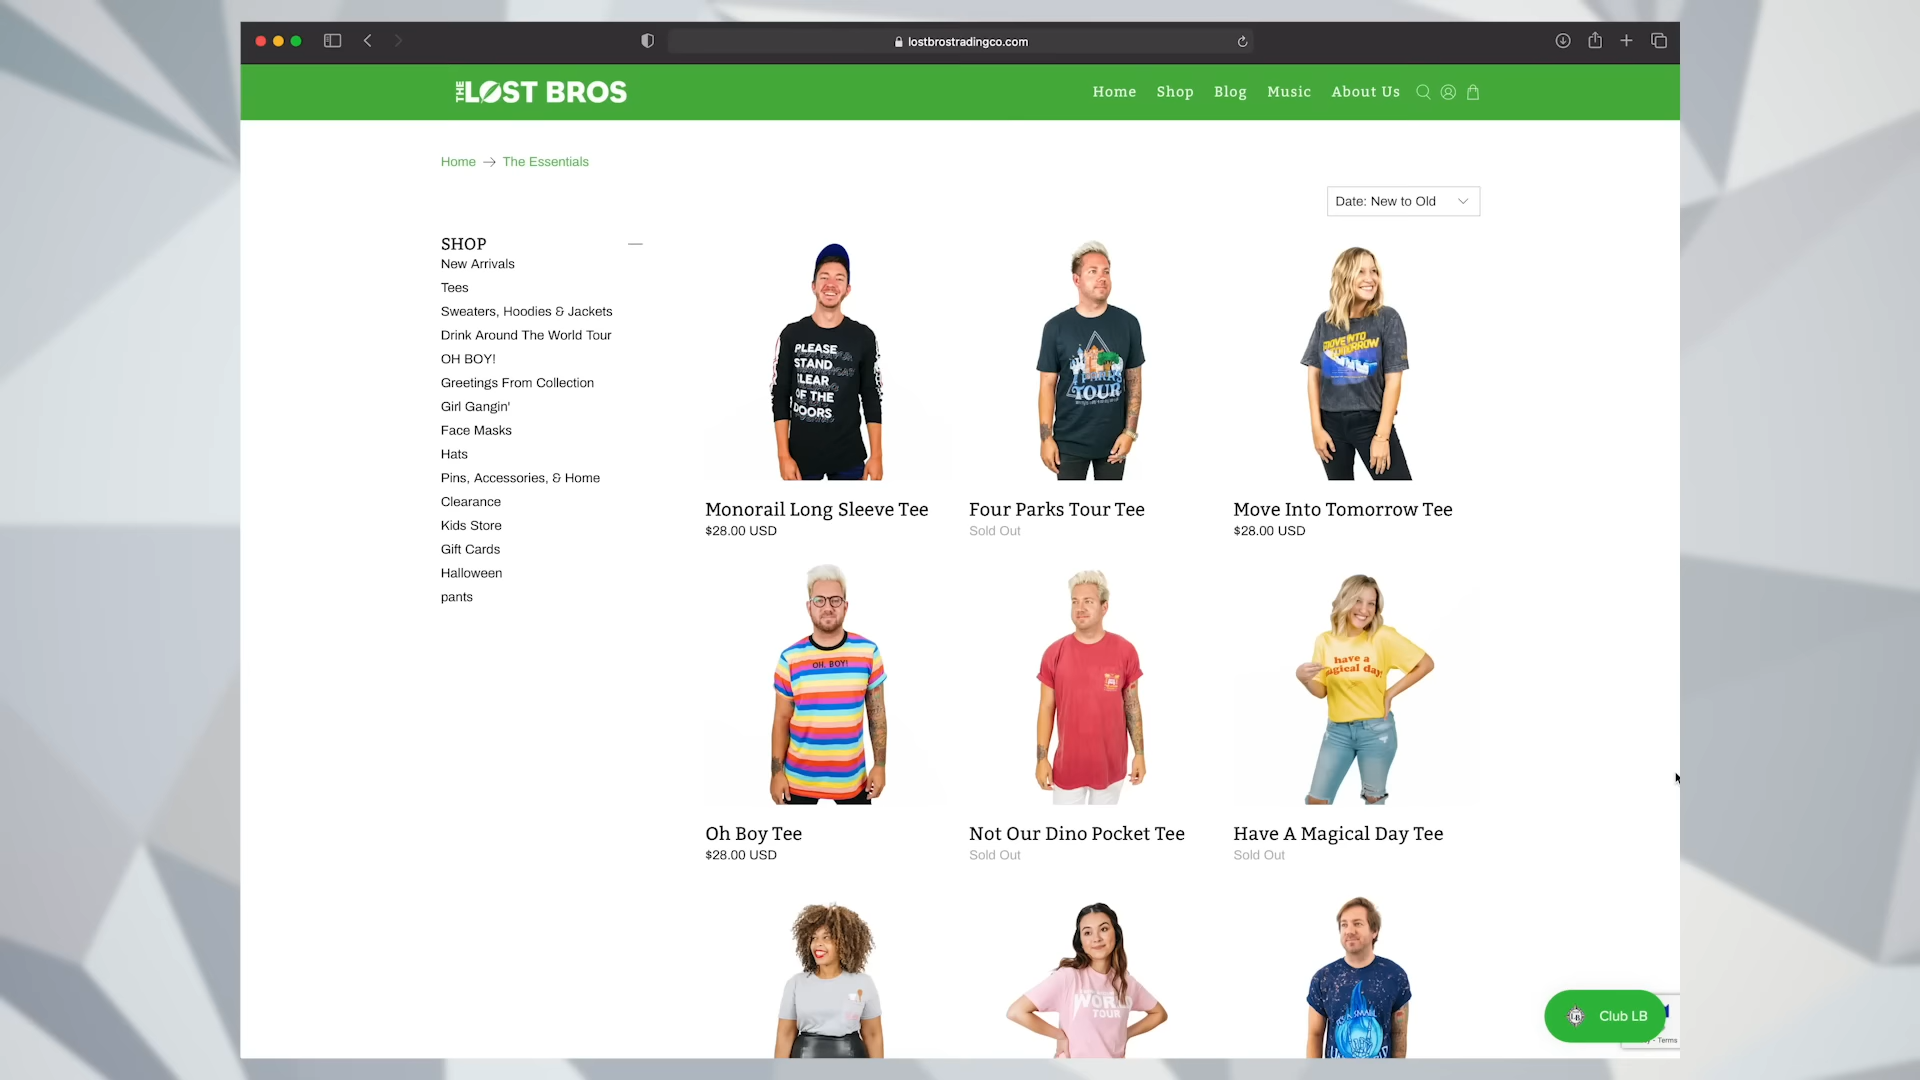 lostbrostradingco.com
THE LØST BROS
Home Shop Blog Music About Us
Home → The Essentials
Date: New to Old
SHOP
New Arrivals
Tees
Sweaters, Hoodies & Jackets
Drink Around The World Tour
OH BOY!
Greetings From Collection
Girl Gangin'
Face Masks
Hats
Pins, Accessories, & Home
Clearance
Kids Store
Gift Cards
Halloween
pants
PLEASE
STAND
CLEAR
OF THE
DOORS
PARKS
TOUR
MOVE INTO
TOMORROW
Monorail Long Sleeve Tee
$28.00 USD
Four Parks Tour Tee
Sold Out
Move Into Tomorrow Tee
$28.00 USD
OH, BOY!
have a
magical day!
Oh Boy Tee
$28.00 USD
Not Our Dino Pocket Tee
Sold Out
Have A Magical Day Tee
Sold Out
WORLD
TOUR
IT'S A SMALL
Club LB
- Terms